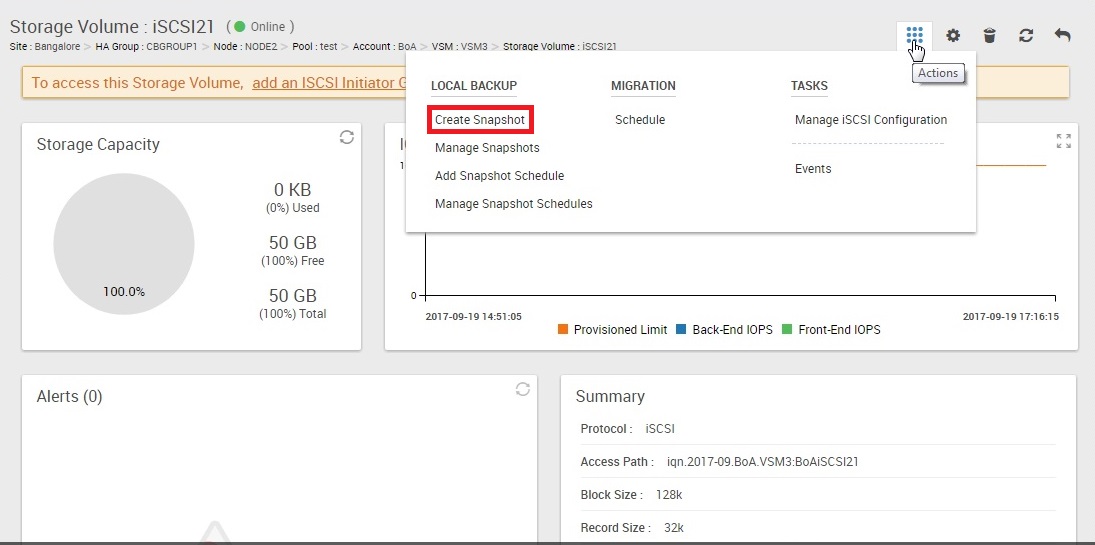 Storage Volume : iSCSI21 ( Online )
Site : Bangalore > HA Group : CBGROUP1 > Node : NODE2 > Pool : test > Account : BoA > VSM : VSM3 > Storage Volume : iSCSI21
Actions
To access this Storage Volume, add an ISCSI Initiator G
LOCAL BACKUP
Create Snapshot
Manage Snapshots
Add Snapshot Schedule
Manage Snapshot Schedules
MIGRATION
Schedule
TASKS
Manage iSCSI Configuration
Events
Storage Capacity
100.0%
0 KB
(0%) Used
50 GB
(100%) Free
50 GB
(100%) Total
1
0
2017-09-19 14:51:05
2017-09-19 17:16:15
Provisioned Limit Back-End IOPS Front-End IOPS
Alerts (0)
Summary
Protocol : iSCSI
Access Path : iqn.2017-09.BoA.VSM3:BoAiSCSI21
Block Size : 128k
Record Size : 32k